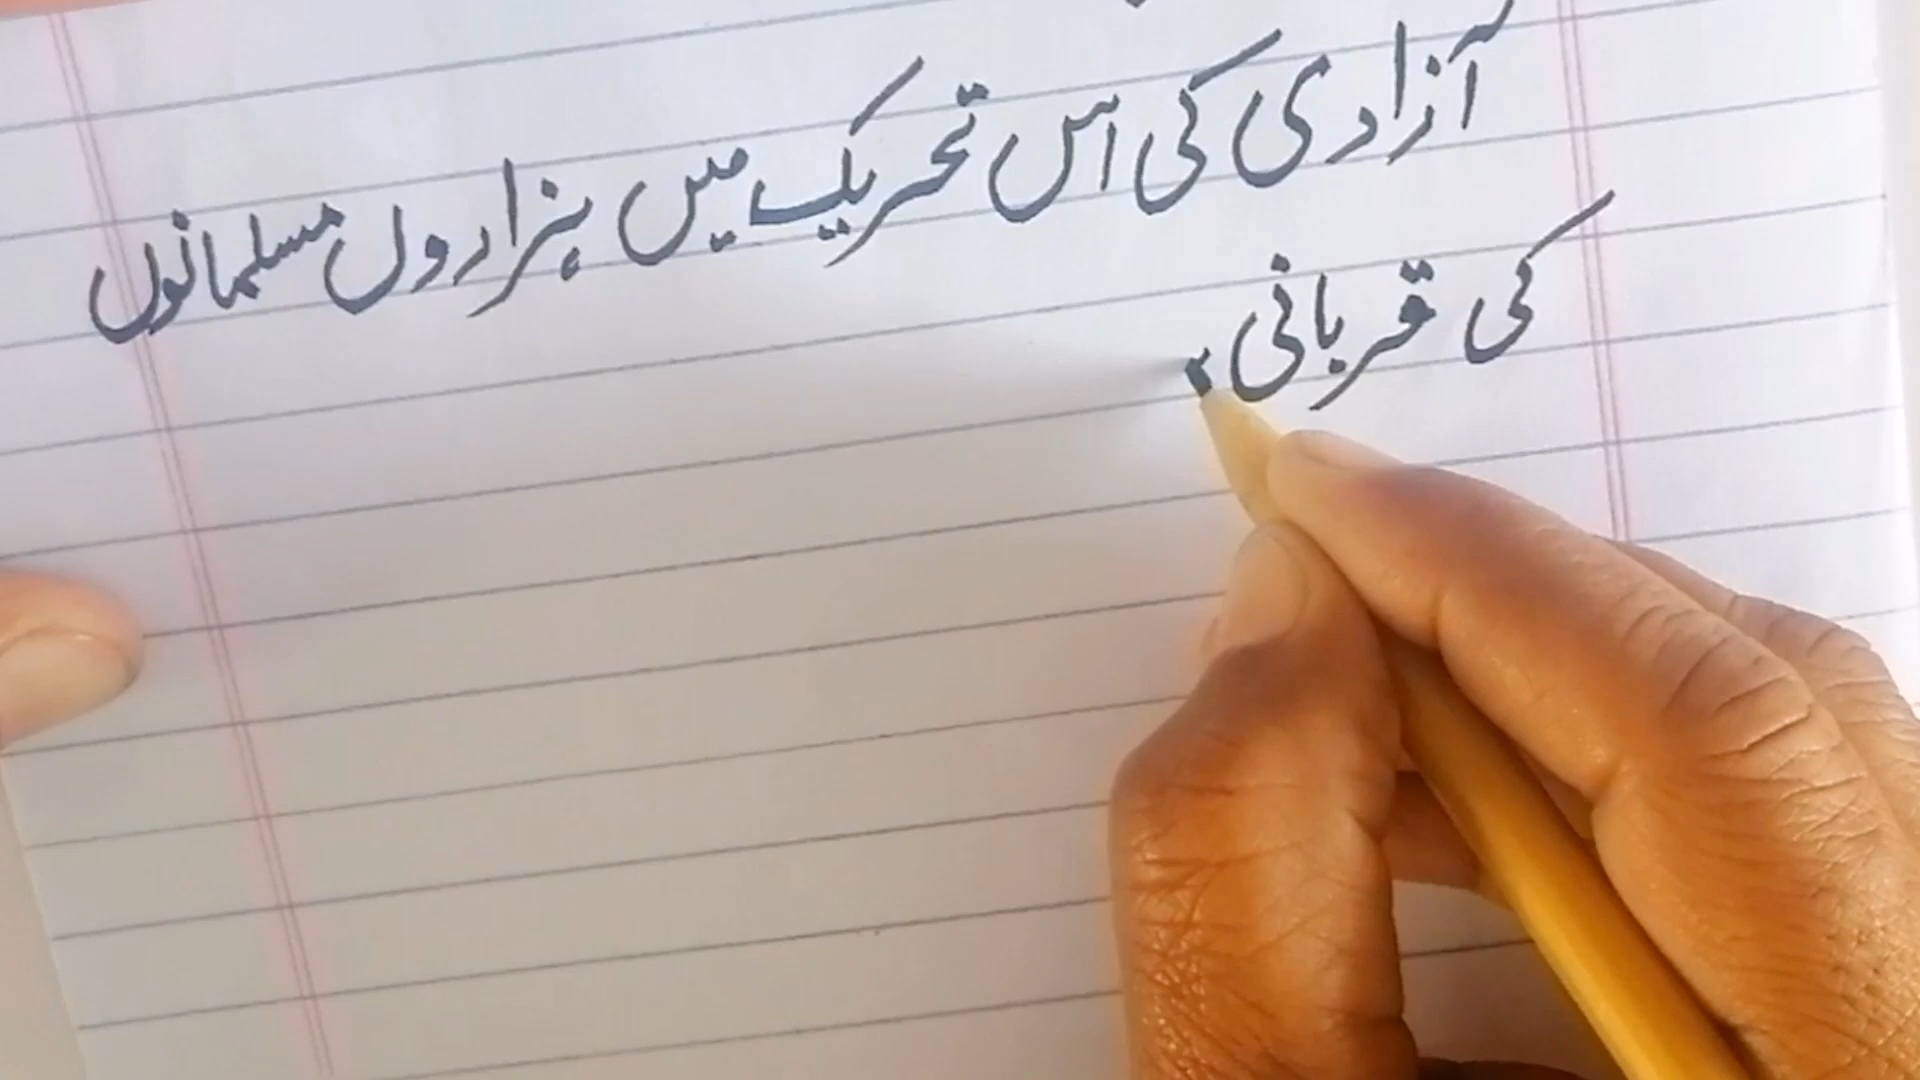 آزادی کی اس تحریک میں ہزاروں مسلمانوں
کی قربانی